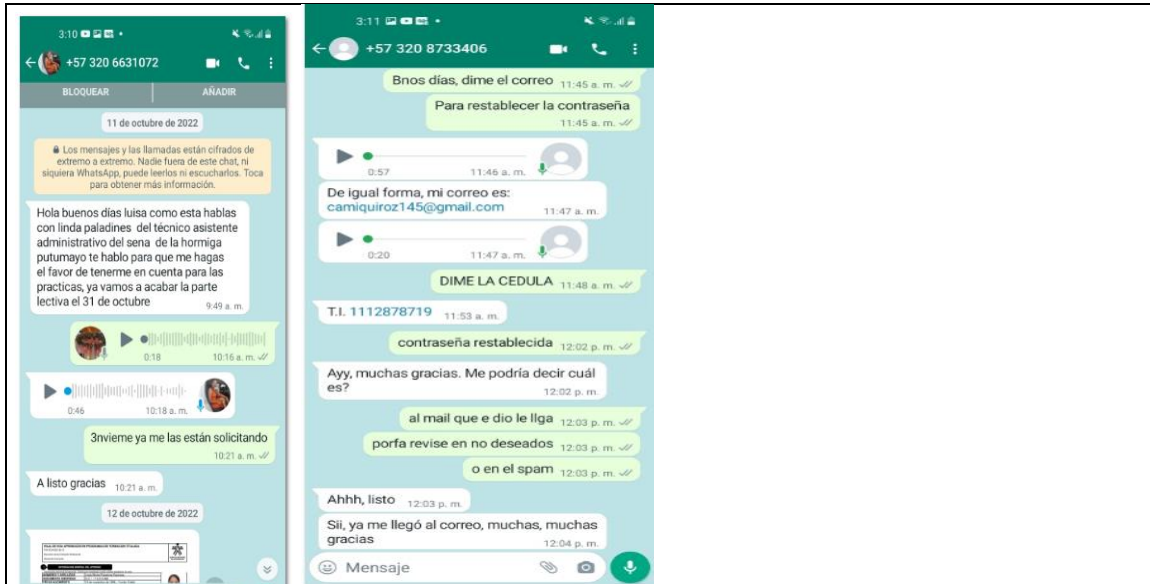 3:10
+57 320 6631072
BLOQUEAR
AÑADIR
11 de octubre de 2022
Los mensajes y las llamadas están cifrados de
extremo a extremo. Nadie fuera de este chat, ni
siquiera WhatsApp, puede leerlos ni escucharlos. Toca
para obtener más información.
Hola buenos días luisa como esta hablas
con linda paladines del técnico asistente
administrativo del sena de la hormiga
putumayo te hablo para que me hagas
el favor de tenerme en cuenta para las
practicas, ya vamos a acabar la parte
lectiva el 31 de octubre
9:49 a. m.
0:18
10:16 a. m.
0:46
10:18 a. m.
3nvieme ya me las están solicitando
10:21 a. m.
A listo gracias 10:21 a. m.
12 de octubre de 2022
3:11
+57 320 8733406
Bnos días, dime el correo 11:45 a. m.
Para restablecer la contraseña
11:45 a. m.
0:57
11:46 a. m.
De igual forma, mi correo es:
camiquiroz145@gmail.com 11:47 a. m.
0:20
11:47 a. m.
DIME LA CEDULA 11:48 a. m.
T.I. 1112878719 11:53 a. m.
contraseña restablecida 12:02 p. m.
Ayy, muchas gracias. Me podría decir cuál
es?
12:02 p. m.
al mail que e dio le llga 12:03 p. m.
porfa revise en no deseados 12:03 p. m.
o en el spam 12:03 p. m.
Ahhh, listo 12:03 p. m.
Sii, ya me llegó al correo, muchas, muchas
gracias
12:04 p. m.
Mensaje